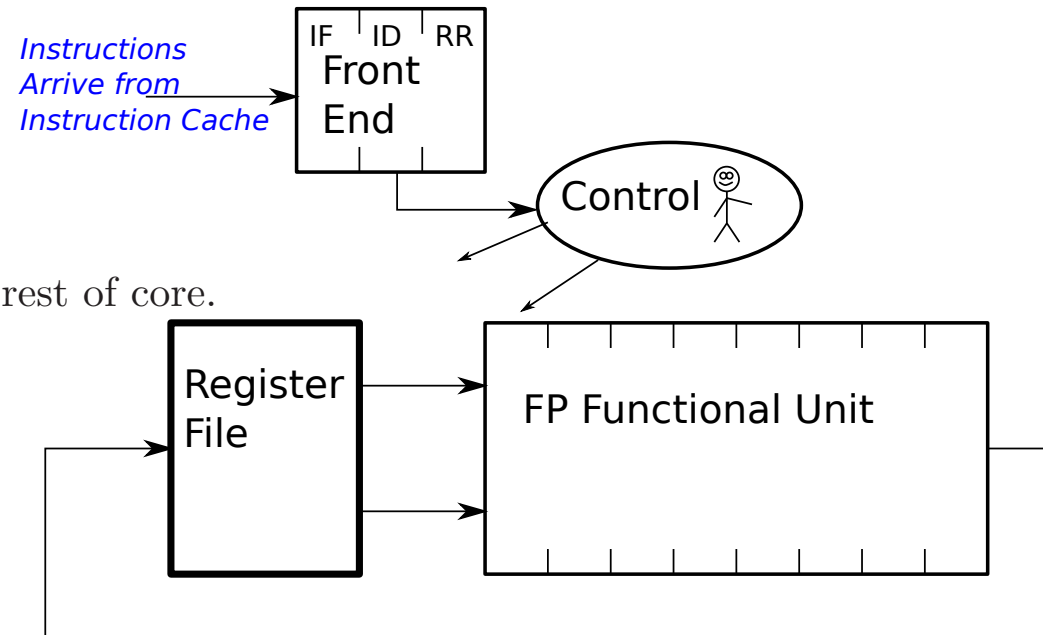 IF ID RR
Instructions
Arrive from
Instruction Cache
Front
End
Control
rest of core.
Register
File
FP Functional Unit